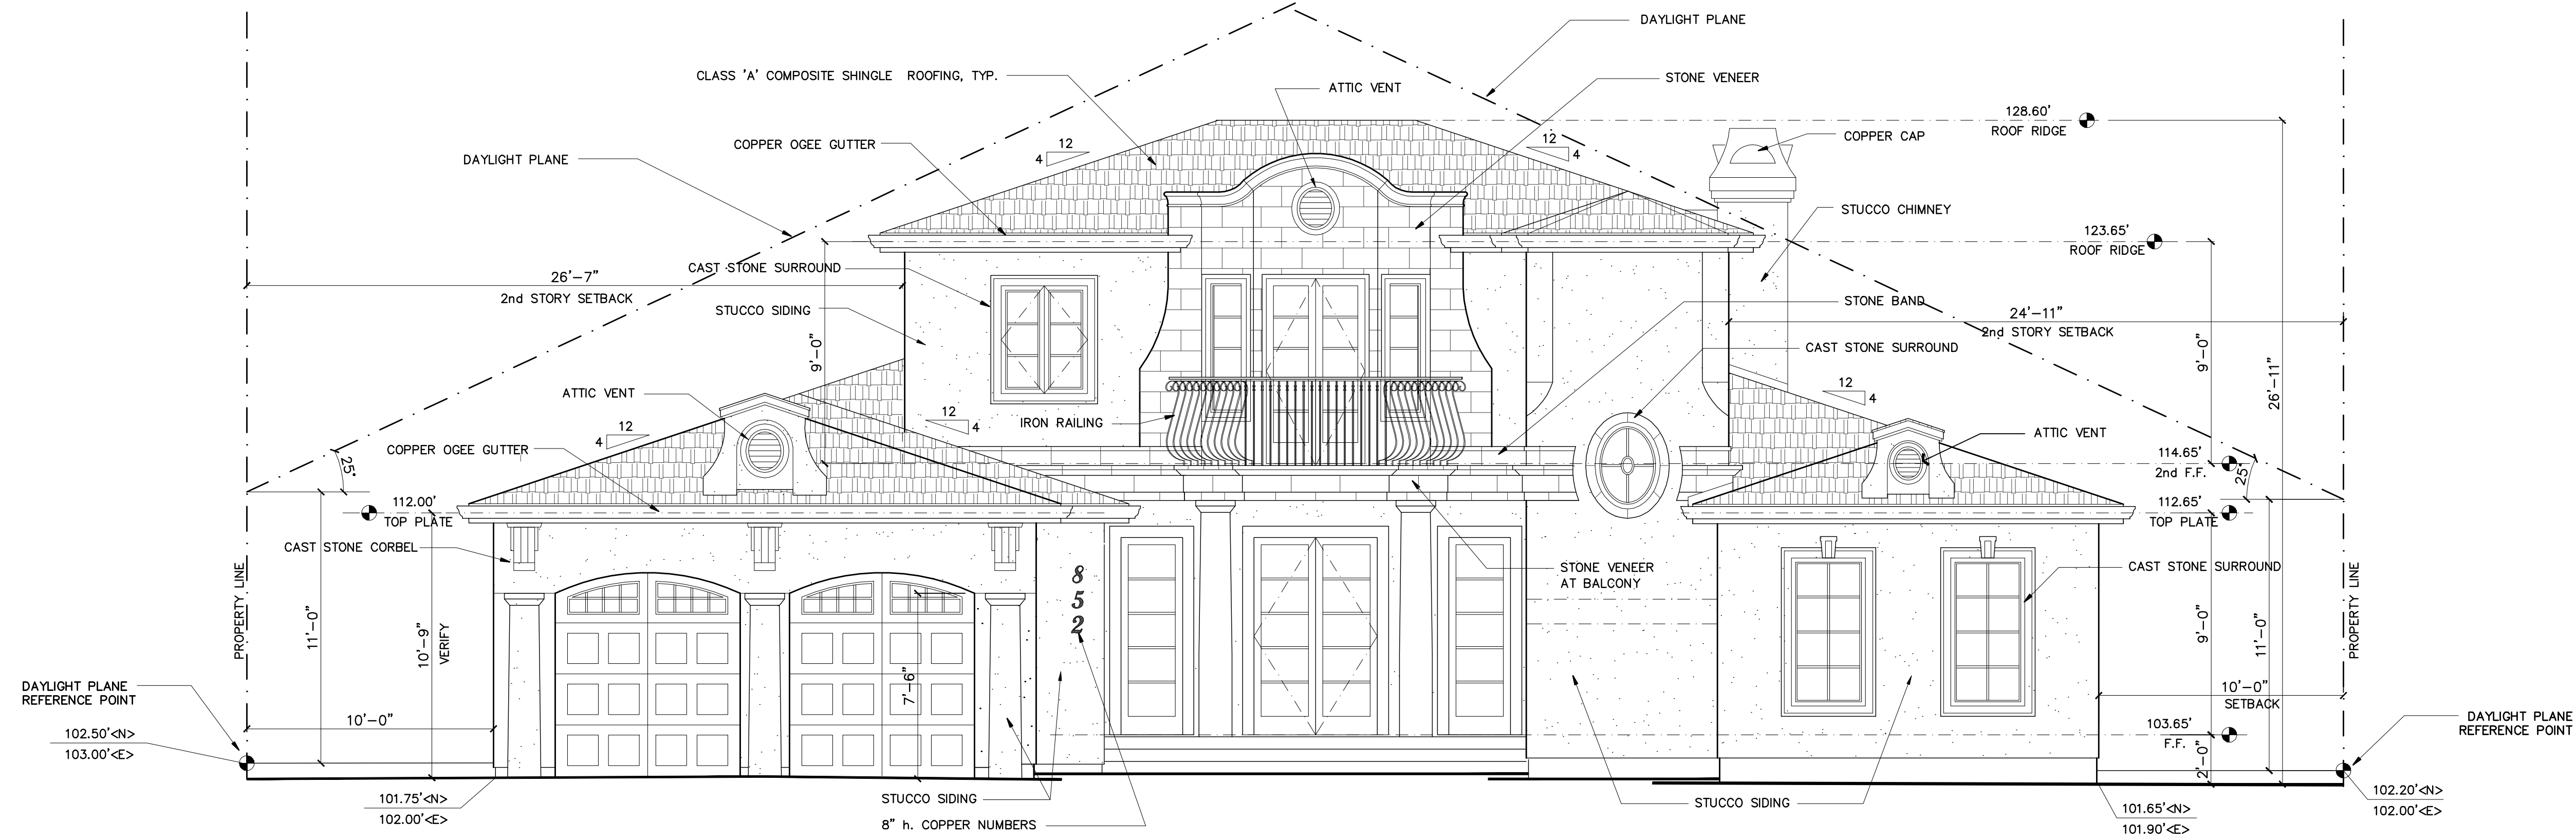 DAYLIGHT PLANE
CLASS 'A' COMPOSITE SHINGLE ROOFING, TYP.
STONE VENEER
ATTIC VENT
128.60'
ROOF RIDGE
COPPER CAP
COPPER OGEE GUTTER
12
4
12
4
DAYLIGHT PLANE
STUCCO CHIMNEY
123.65'
ROOF RIDGE
CAST STONE SURROUND
26'-7"
2nd STORY SETBACK
STUCCO SIDING
STONE BAND
24'-11"
2nd STORY SETBACK
9'-0"
CAST STONE SURROUND
9'-0"
26'-11"
ATTIC VENT
12
4
12
4
IRON RAILING
12
4
ATTIC VENT
COPPER OGEE GUTTER
25°
114.65'
2nd F.F.
25°
112.00'
TOP PLATE
112.65'
TOP PLATE
CAST STONE CORBEL
STONE VENEER
AT BALCONY
CAST STONE SURROUND
8
5
2
PROPERTY LINE
11'-0"
10'-9"
VERIFY
7'-6"
9'-0"
11'-0"
PROPERTY LINE
DAYLIGHT PLANE
REFERENCE POINT
10'-0"
10'-0"
SETBACK
DAYLIGHT PLANE
REFERENCE POINT
102.50'<N>
103.00'<E>
103.65'
F.F.
2'-0"
101.75'<N>
102.00'<E>
STUCCO SIDING
8" h. COPPER NUMBERS
STUCCO SIDING
101.65'<N>
101.90'<E>
102.20'<N>
102.00'<E>